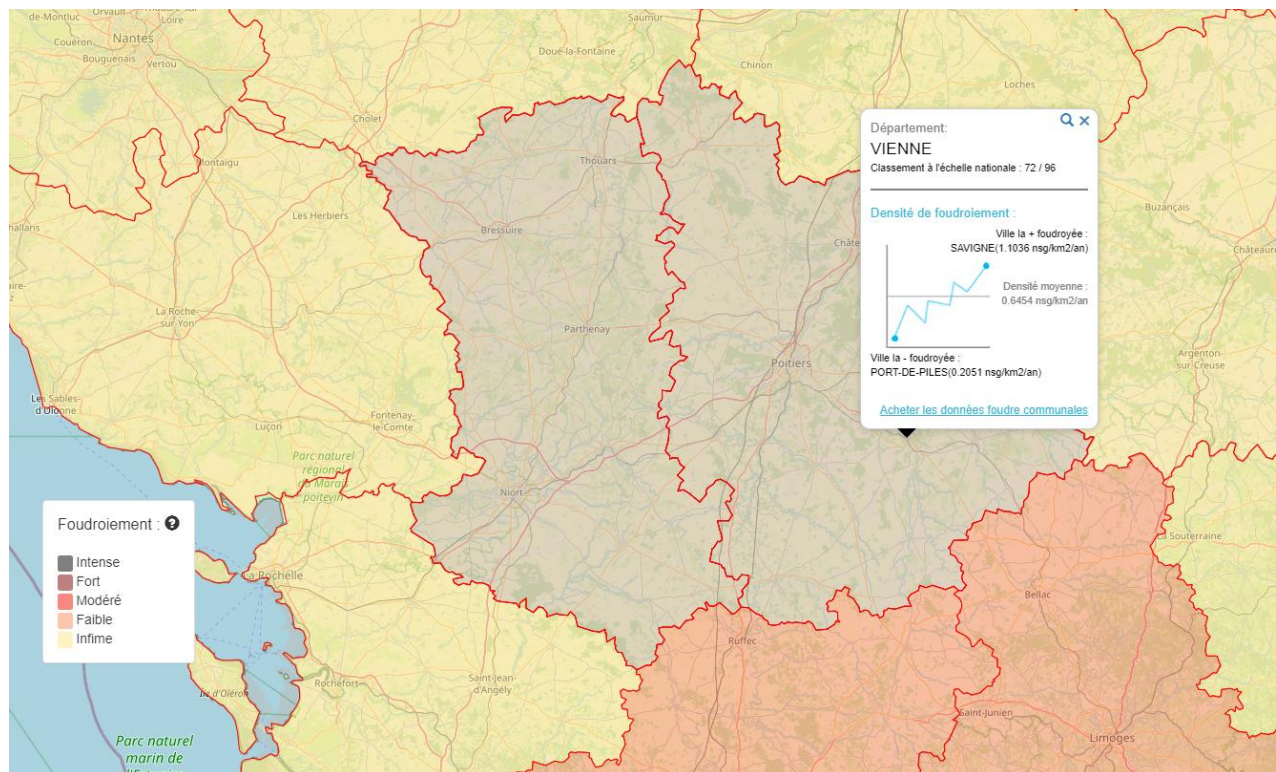 de-Montluc
Loire
Saumur
Nantes
Couëron
Bouguenais
Vertou
Doué-la-Fontaine
Chinon
Loches
Cholet
Montaigu
Thouars
Les Herbiers
Bressuire
Buzançais
La Roche-
sur-Yon
Parthenay
Poitiers
Argenton-
sur-Creuse
Les Sables-
d'Olonne
Luçon
Fontenay-
le-Comte
Parc naturel
régional
du Marais
poitevin
Niort
La Rochelle
La Souterraine
Bellac
Ruffec
Île d'Oléron
Rochefort
Saint-Jean-
d'Angély
Saint-Junien
Limoges
Parc naturel
marin de
Département:
VIENNE
Classement à l'échelle nationale : 72 / 96
Densité de foudroiement :
Ville la + foudroyée :
SAVIGNE(1.1036 nsg/km2/an)
Densité moyenne :
0.6454 nsg/km2/an
Ville la - foudroyée :
PORT-DE-PILES(0.2051 nsg/km2/an)
Acheter les données foudre communales
Foudroiement : ?
Intense
Fort
Modéré
Faible
Infime